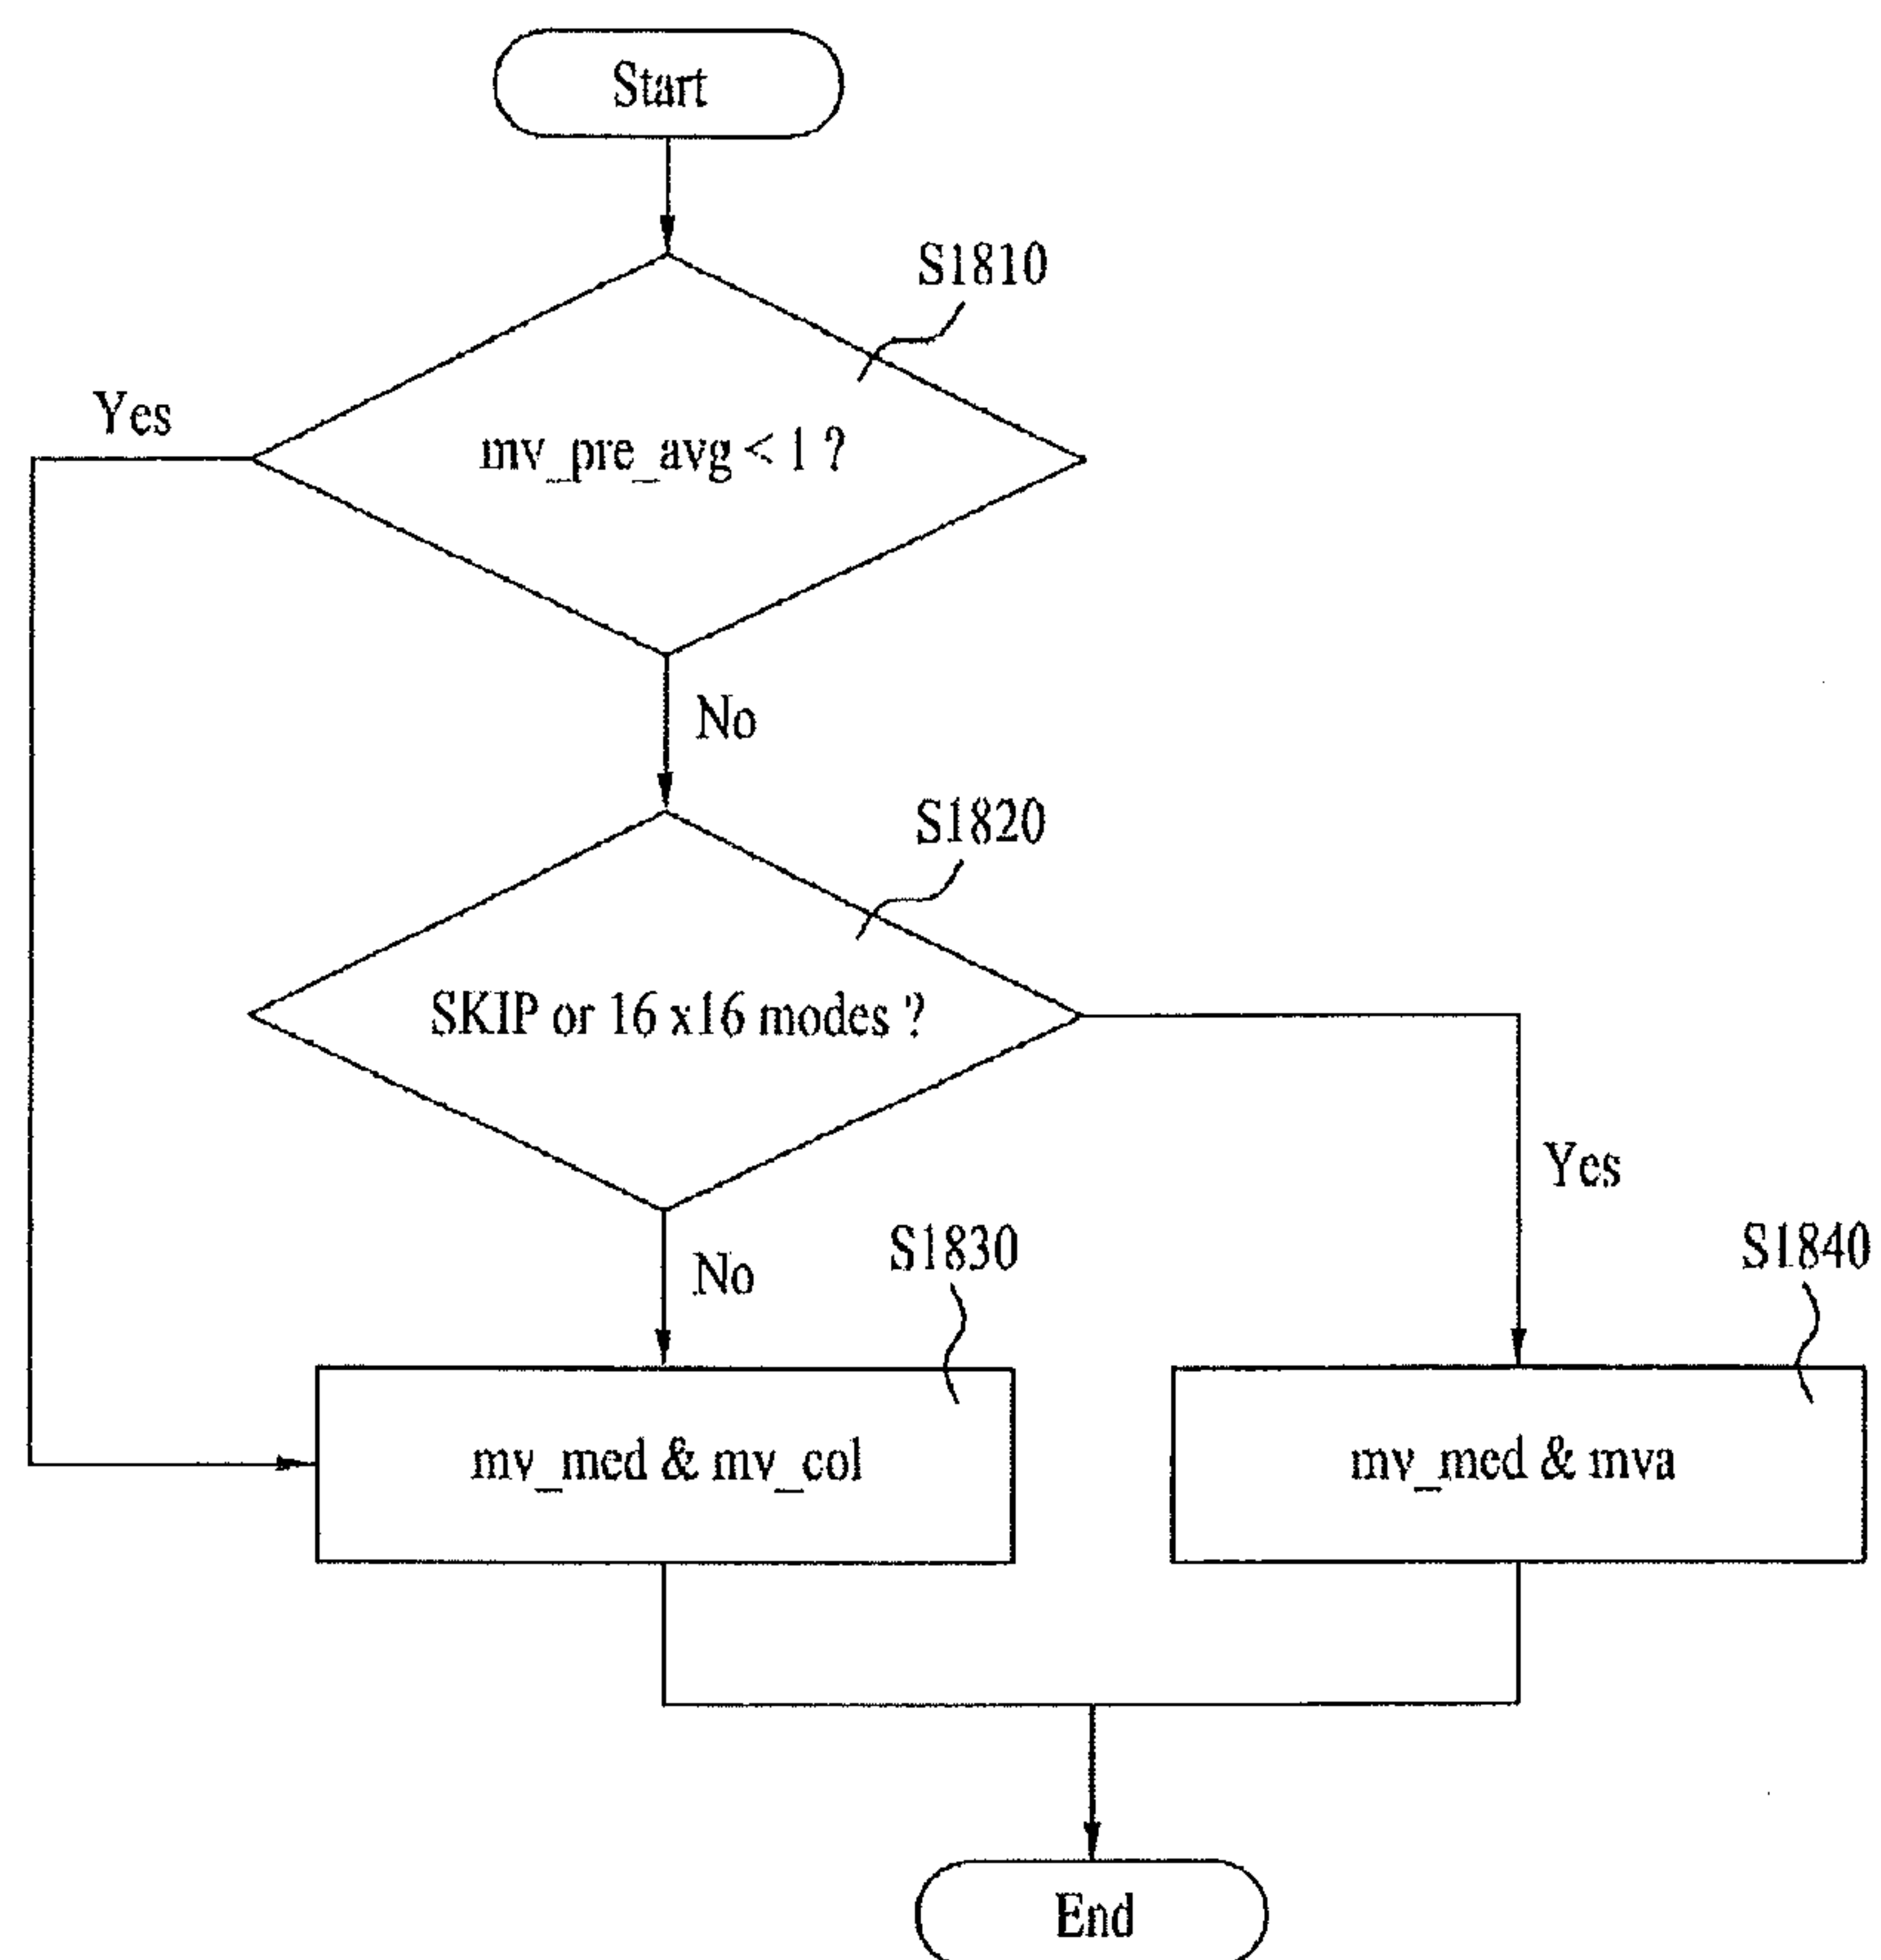 Start
S1810
Yes
mv_pre_avg < 1 ?
No
S1820
SKIP or 16 x16 modes ?
Yes
No
S1830
S1840
mv_med & mv_col
mv_med & mva
End